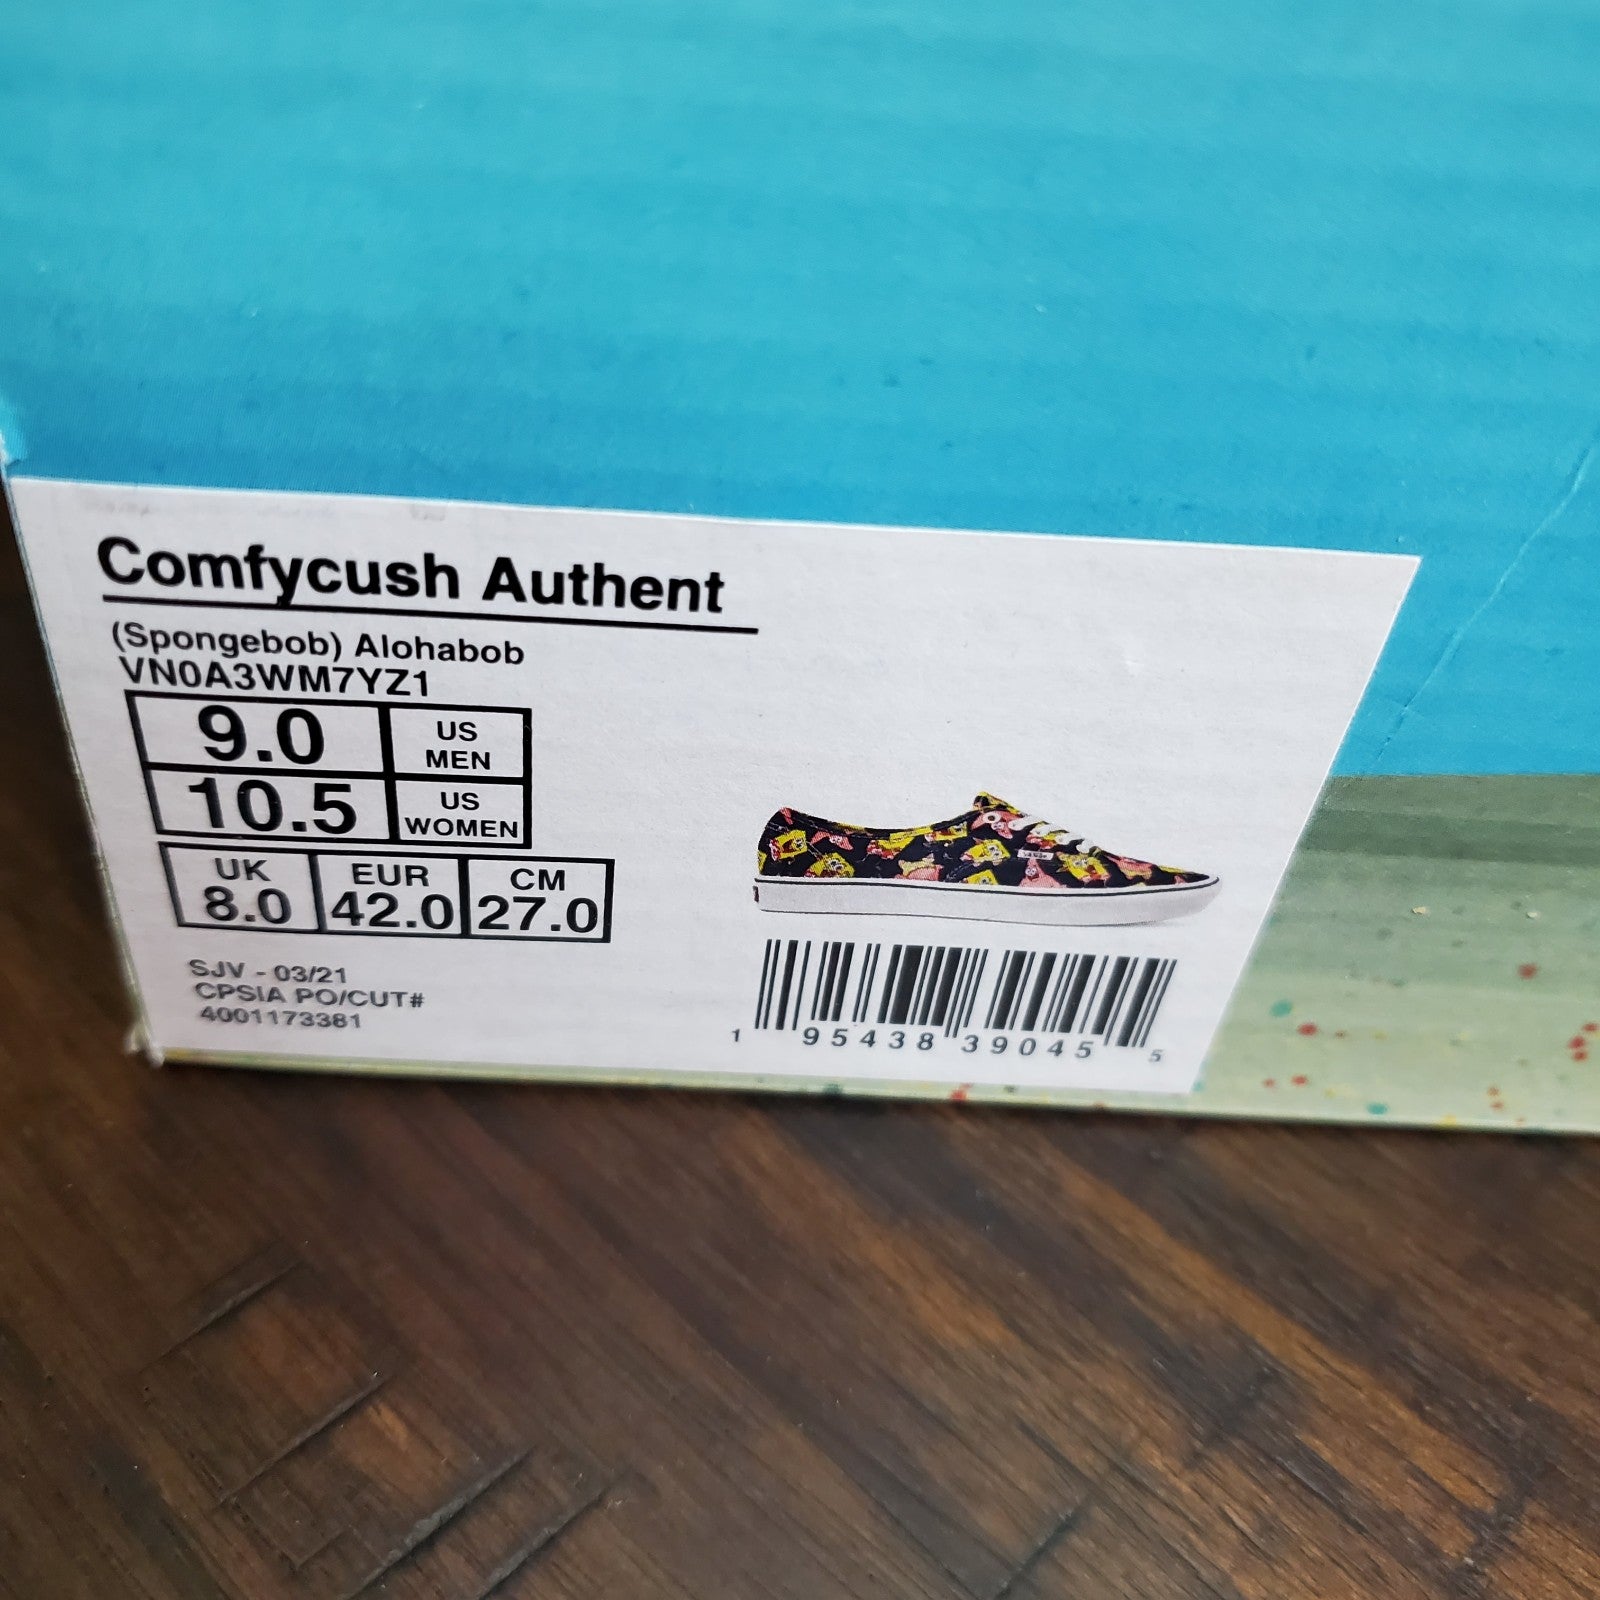 Comfycush Authent
(Spongebob) Alohabob
VN0A3WM7YZ1
9.0 US MEN
10.5 US WOMEN
UK EUR CM
8.0 42.0 27.0
SJV - 03/21
CPSIA PO/CUT#
4001173381
1 95438 39045 5